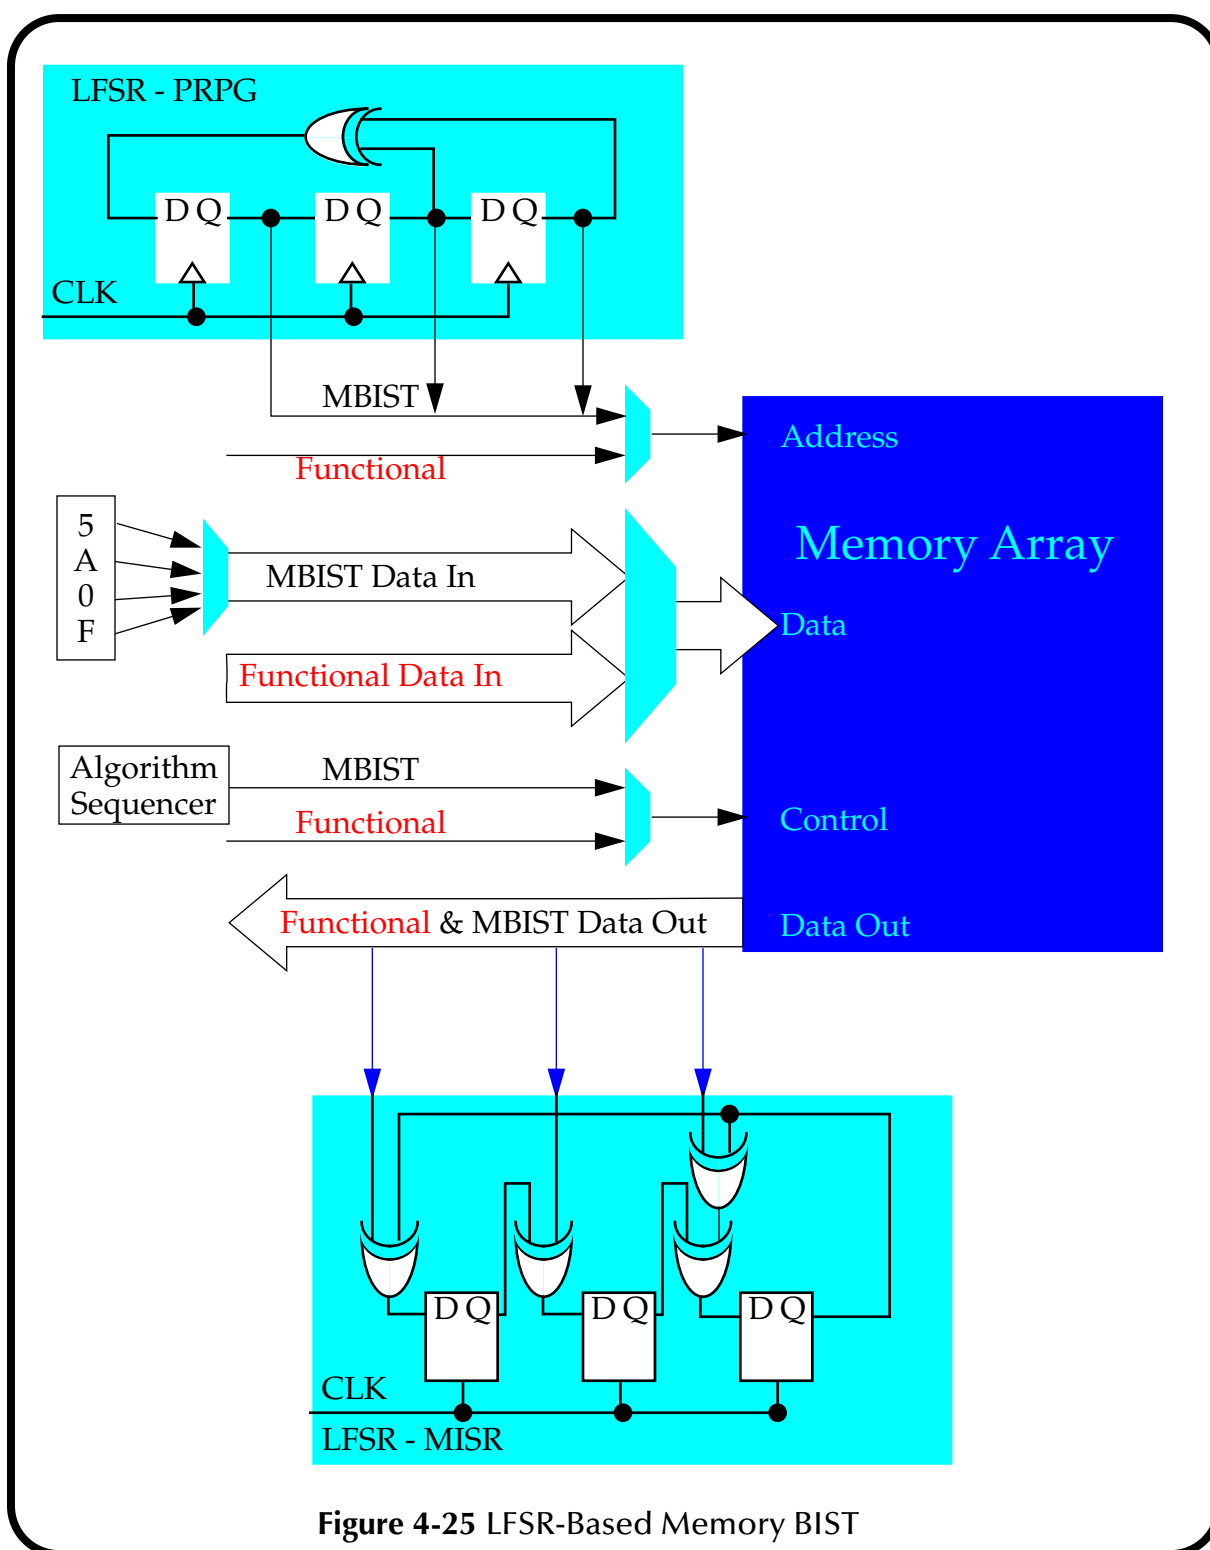 LFSR - PRPG
D Q
D Q
D Q
CLK
MBIST
Functional
Address
5
A
0
F
MBIST Data In
Functional Data In
Memory Array
Data
Algorithm
Sequencer
MBIST
Functional
Control
Functional & MBIST Data Out
Data Out
D Q
D Q
D Q
CLK
LFSR - MISR
Figure 4-25 LFSR-Based Memory BIST